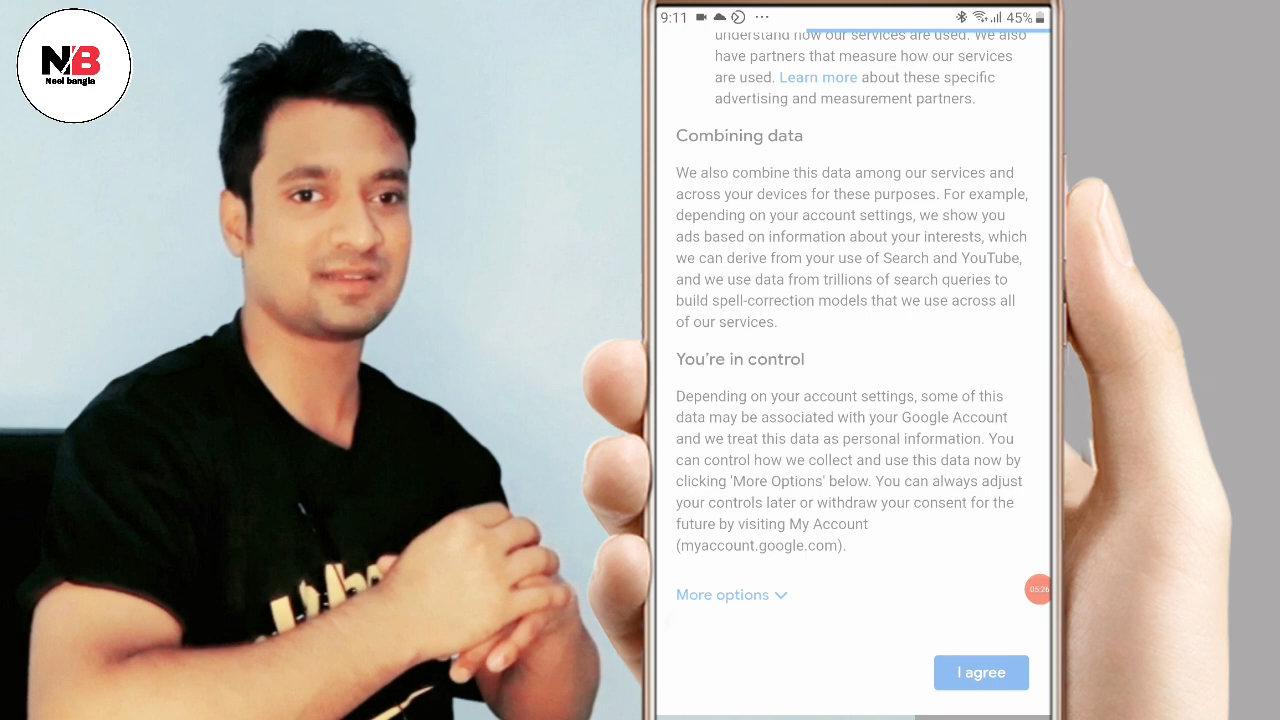 NB
Neel bangla
9:11
45%
understand how our services are used. We also
have partners that measure how our services
are used. Learn more about these specific
advertising and measurement partners.
Combining data
We also combine this data among our services and
across your devices for these purposes. For example,
depending on your account settings, we show you
ads based on information about your interests, which
we can derive from your use of Search and YouTube,
and we use data from trillions of search queries to
build spell-correction models that we use across all
of our services.
You're in control
Depending on your account settings, some of this
data may be associated with your Google Account
and we treat this data as personal information. You
can control how we collect and use this data now by
clicking 'More Options' below. You can always adjust
your controls later or withdraw your consent for the
future by visiting My Account
(myaccount.google.com).
More options
05:26
I agree